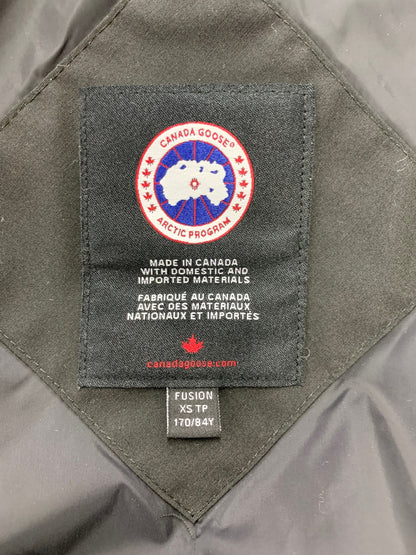 CANADA GOOSE®
ARCTIC PROGRAM
MADE IN CANADA
WITH DOMESTIC AND
IMPORTED MATERIALS
FABRIQUÉ AU CANADA
AVEC DES MATÉRIAUX
NATIONAUX ET IMPORTÉS
canadagoose.com
FUSION
XS TP
170/84Y